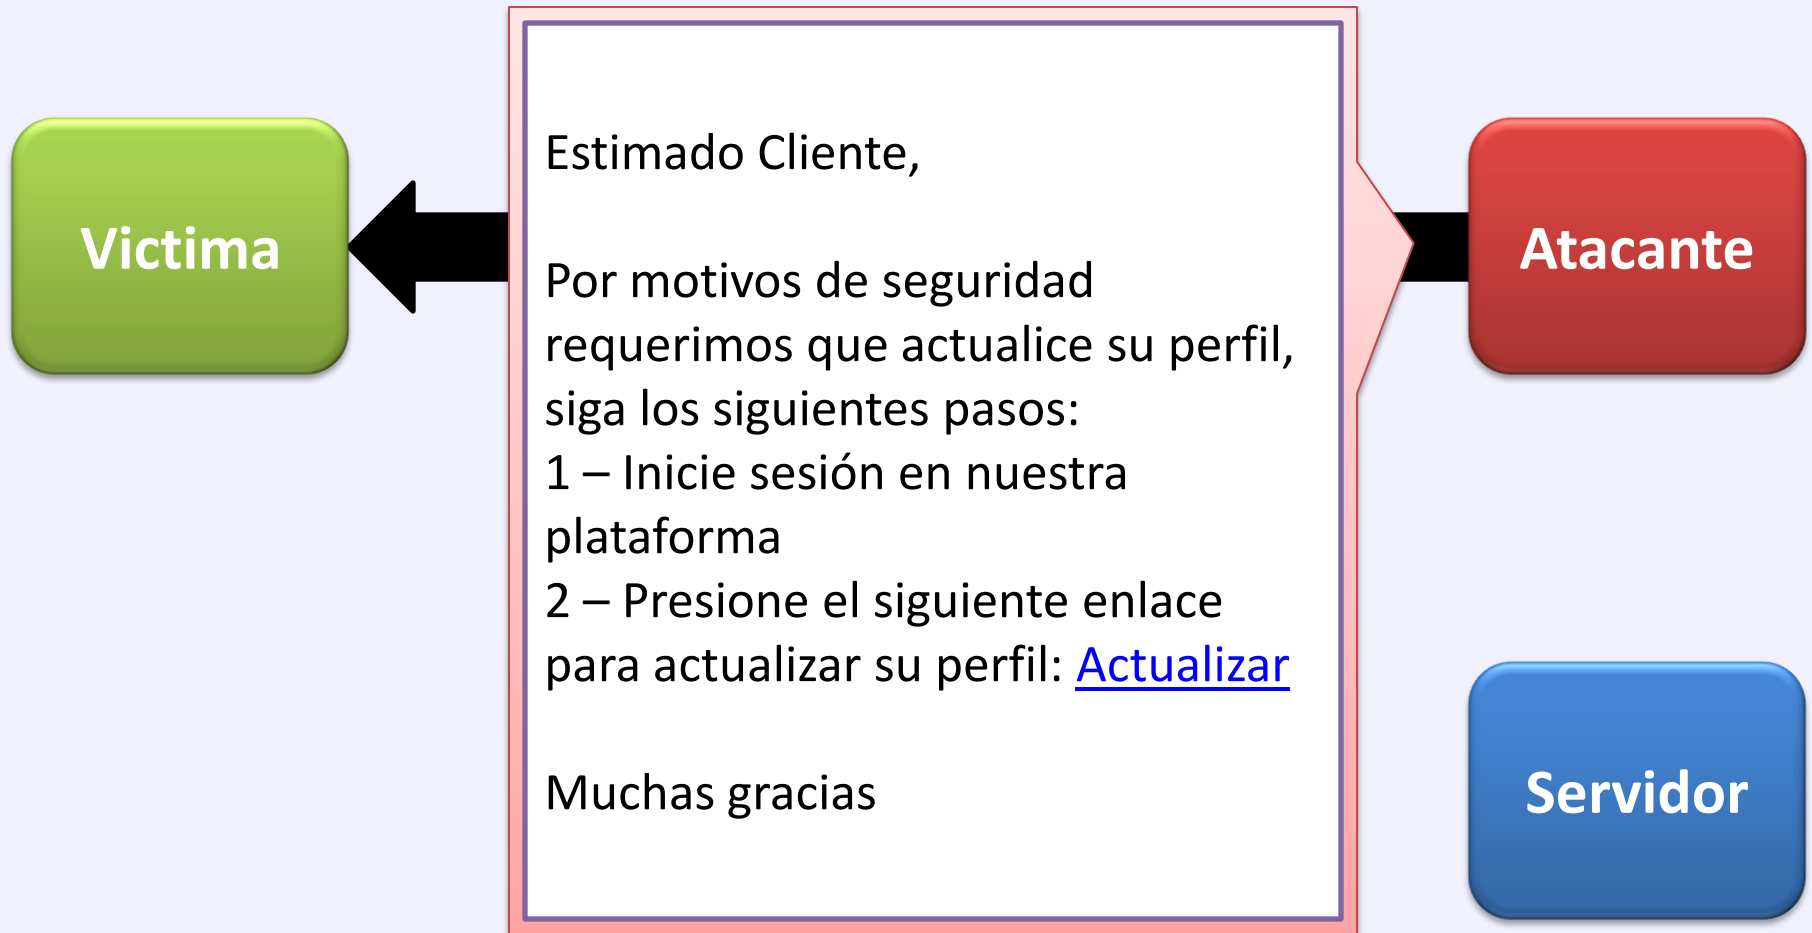 Victima
Estimado Cliente,
Por motivos de seguridad
requerimos que actualice su perfil,
siga los siguientes pasos:
1 – Inicie sesión en nuestra
plataforma
2 – Presione el siguiente enlace
para actualizar su perfil: Actualizar
Muchas gracias
Atacante
Servidor